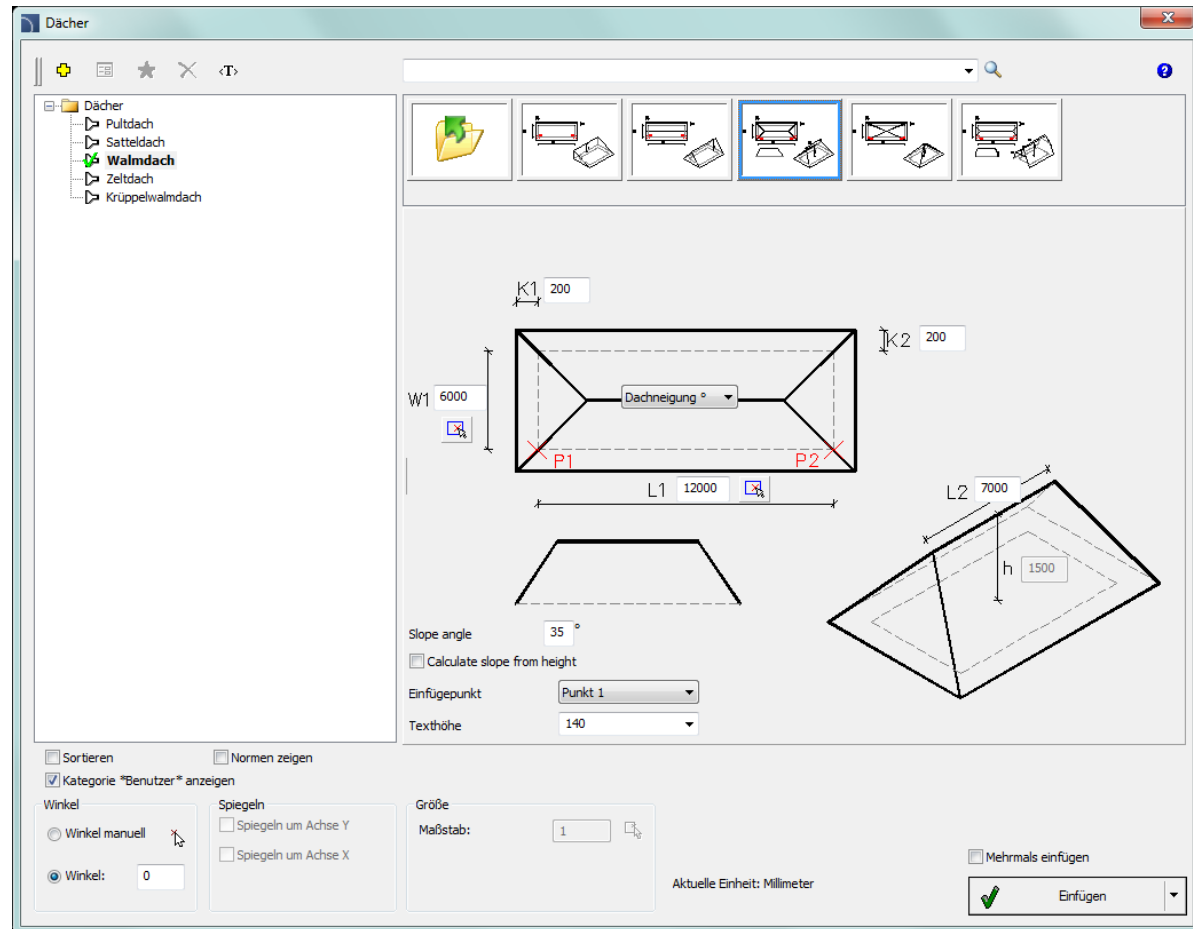 Dächer
‹T›
Dächer
Pultdach
Satteldach
Walmdach
Zeltdach
Krüppelwalmdach
K1 200
K2 200
W1 6000
Dachneigung °
P1 P2
L1 12000
L2 7000
h 1500
Slope angle 35 °
Calculate slope from height
Einfügepunkt Punkt 1
Texthöhe 140
Sortieren Normen zeigen
Kategorie *Benutzer* anzeigen
Winkel Spiegeln Größe
Winkel manuell Spiegeln um Achse Y Maßstab: 1
Spiegeln um Achse X
Winkel: 0
Mehrmals einfügen
Aktuelle Einheit: Millimeter
Einfügen